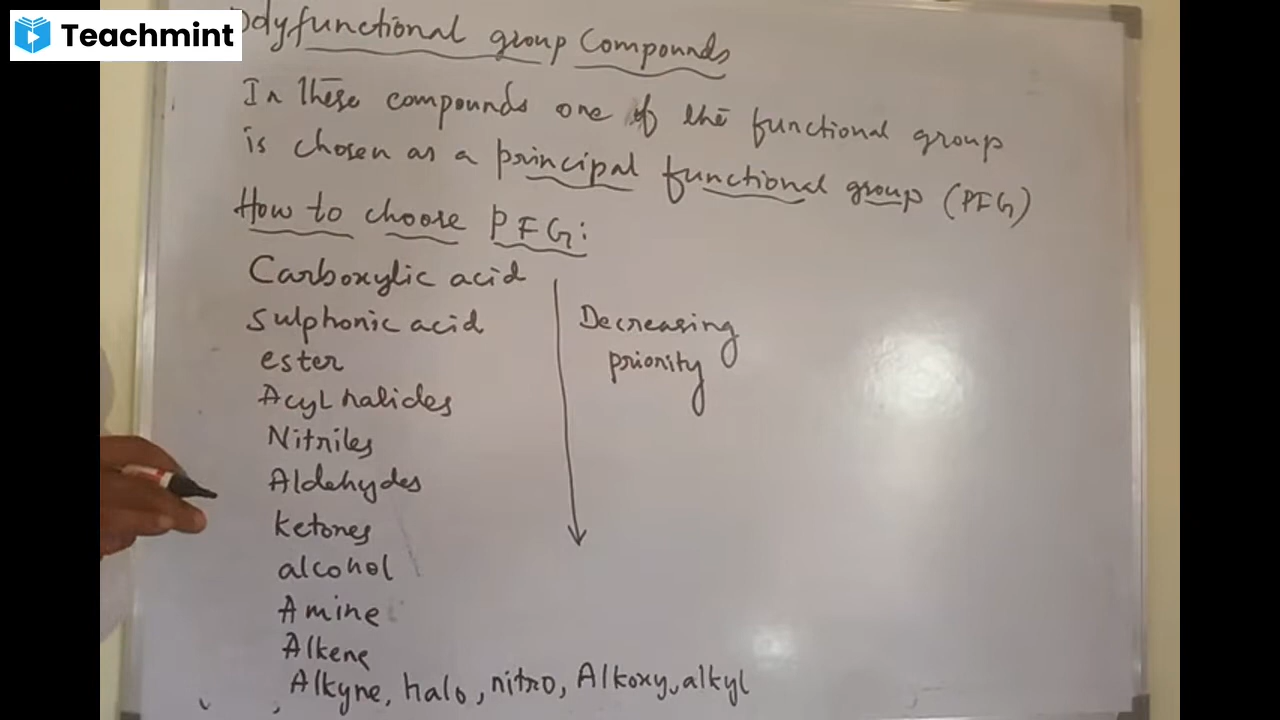 Teachmint
olyfunctional group Compounds
In these compounds one of the functional group
is chosen as a principal functional group (PFG)
How to choose PFG:
Carboxylic acid
Sulphonic acid
ester
Acyl halides
Nitriles
Aldehydes
Ketones
alcohol
Amine
Alkene
Alkyne, halo, nitro, Alkoxy, alkyl
Decreasing
priority